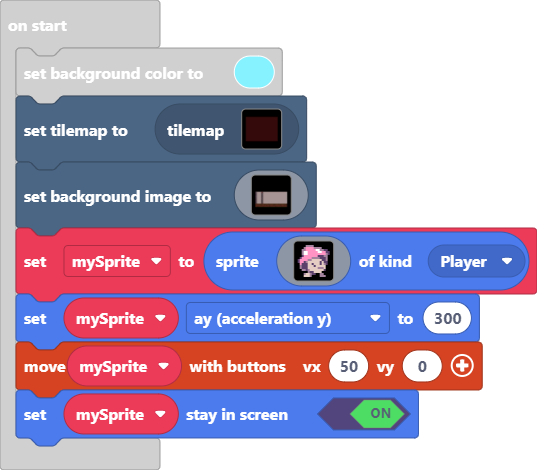 on start
set background color to
set tilemap to tilemap
set background image to
set mySprite to sprite of kind Player
set mySprite ay (acceleration y) to 300
move mySprite with buttons vx 50 vy 0
set mySprite stay in screen ON